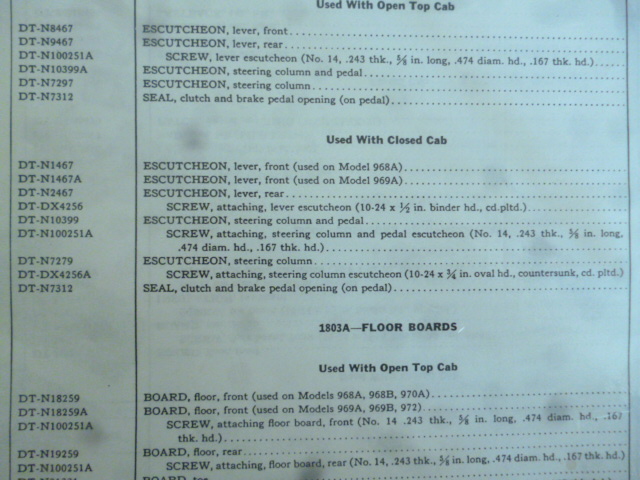 Used With Open Top Cab
DT-N8467 ESCUTCHEON, lever, front
DT-N9467 ESCUTCHEON, lever, rear
DT-N100251A SCREW, lever escutcheon (No. 14, .243 thk., ⅝ in. long, .474 diam. hd., .167 thk. hd.)
DT-N10399A ESCUTCHEON, steering column and pedal
DT-N7297 ESCUTCHEON, steering column
DT-N7312 SEAL, clutch and brake pedal opening (on pedal)
Used With Closed Cab
DT-N1467 ESCUTCHEON, lever, front (used on Model 968A)
DT-N1467A ESCUTCHEON, lever, front (used on Model 969A)
DT-N2467 ESCUTCHEON, lever, rear
DT-DX4256 SCREW, attaching, lever escutcheon (10-24 x ½ in. binder hd., cd.pltd.)
DT-N10399 ESCUTCHEON, steering column and pedal
DT-N100251A SCREW, attaching, steering column and pedal escutcheon (No. 14, .243 thk., ⅝ in. long,
.474 diam. hd., .167 thk. hd.)
DT-N7279 ESCUTCHEON, steering column
DT-DX4256A SCREW, attaching, steering column escutcheon (10-24 x ¾ in. oval hd., countersunk, cd. pltd.)
DT-N7312 SEAL, clutch and brake pedal opening (on pedal)
1803A—FLOOR BOARDS
Used With Open Top Cab
DT-N18259 BOARD, floor, front (used on Models 968A, 968B, 970A)
DT-N18259A BOARD, floor, front (used on Models 969A, 969B, 972)
DT-N100251A SCREW, attaching floor board, front (No. 14 .243 thk., ⅝ in. long, .474 diam. hd., .167
thk. hd.)
DT-N19259 BOARD, floor, rear
DT-N100251A SCREW, attaching, floor board, rear (No. 14, .243 thk., ⅝ in. long, .474 diam. hd., .167 thk. hd.)